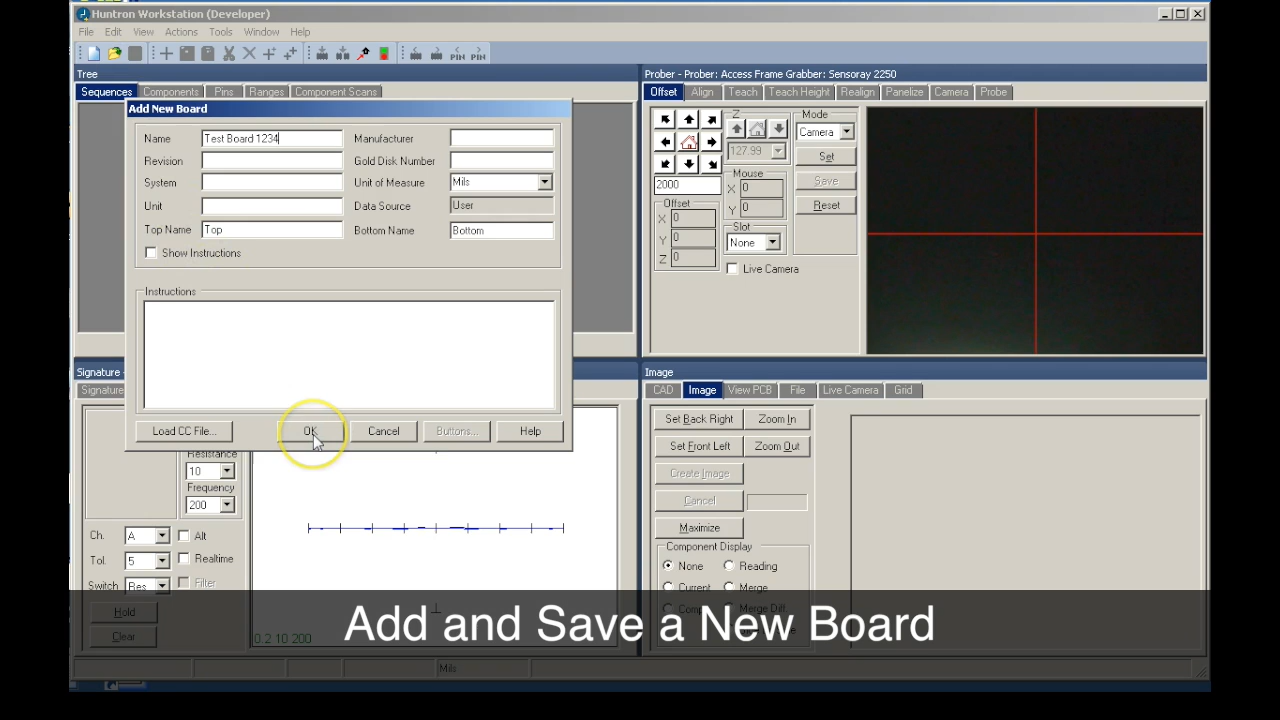 Huntron Workstation (Developer)
File Edit View Actions Tools Window Help
PIN PIN
Tree
Sequences Components Pins Ranges Component Scans
Add New Board
Name Test Board 1234 Manufacturer
Revision Gold Disk Number
System Unit of Measure Mils
Unit Data Source User
Top Name Top Bottom Name Bottom
Show Instructions
Instructions
Load CC File... OK Cancel Buttons... Help
Prober - Prober: Access Frame Grabber: Sensoray 2250
Offset Align Teach Teach Height Realign Panelize Camera Probe
Z
127.99
Mode
Camera
Set
Save
Reset
2000
Mouse
X 0
Y 0
Offset
X 0
Y 0
Z 0
Slot
None
Live Camera
Signature -
Signature
Resistance
10
Frequency
200
Ch. A Alt
Tol. 5 Realtime
Switch Res Filter
Hold
Clear
0.2 10 200
Image
CAD Image View PCB File Live Camera Grid
Set Back Right Zoom In
Set Front Left Zoom Out
Create Image
Cancel
Maximize
Component Display
None Reading
Current Merge
Merge Diff
Add and Save a New Board
Mils